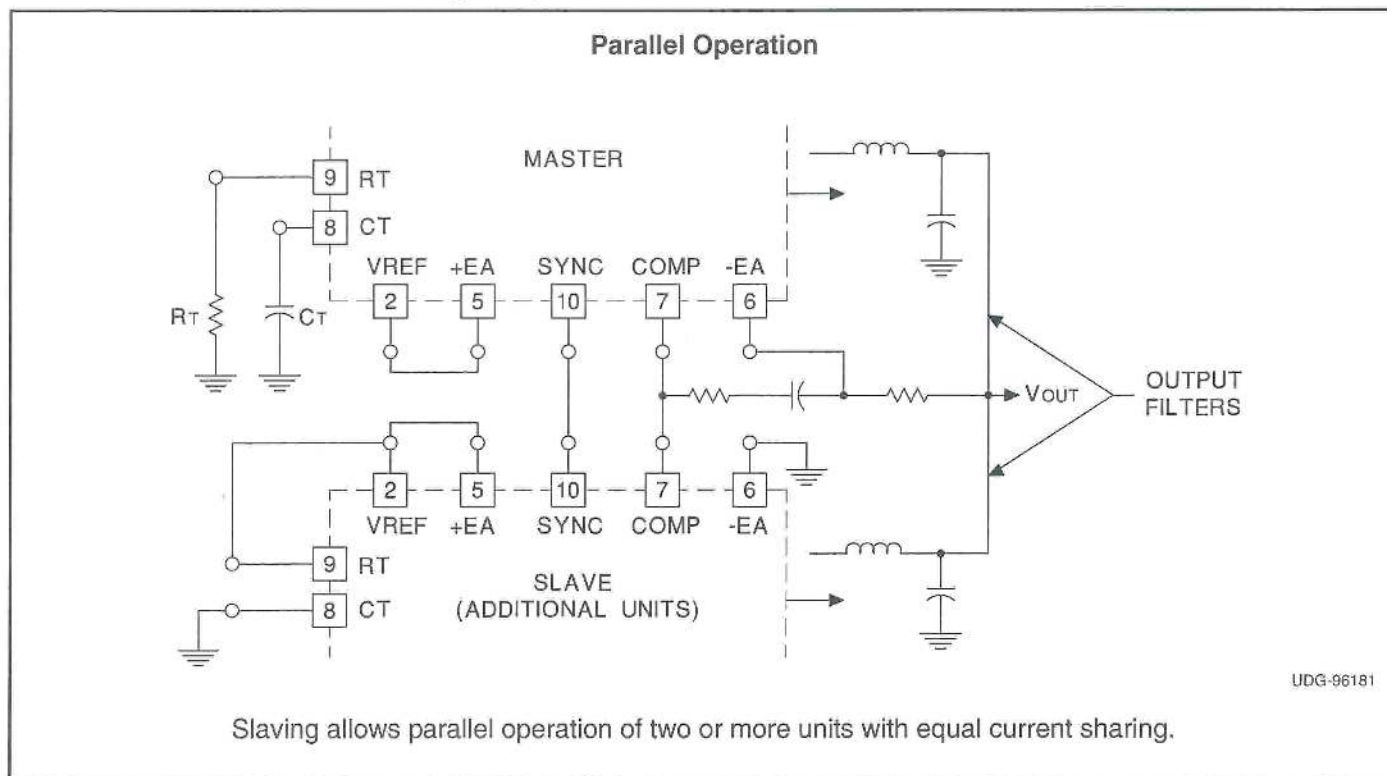 Parallel Operation
MASTER
9 RT
8 CT
VREF +EA SYNC COMP -EA
2 5 10 7 6
RT
CT
VOUT
OUTPUT
FILTERS
2 5 10 7 6
VREF +EA SYNC COMP -EA
9 RT
8 CT
SLAVE
(ADDITIONAL UNITS)
UDG-96181
Slaving allows parallel operation of two or more units with equal current sharing.